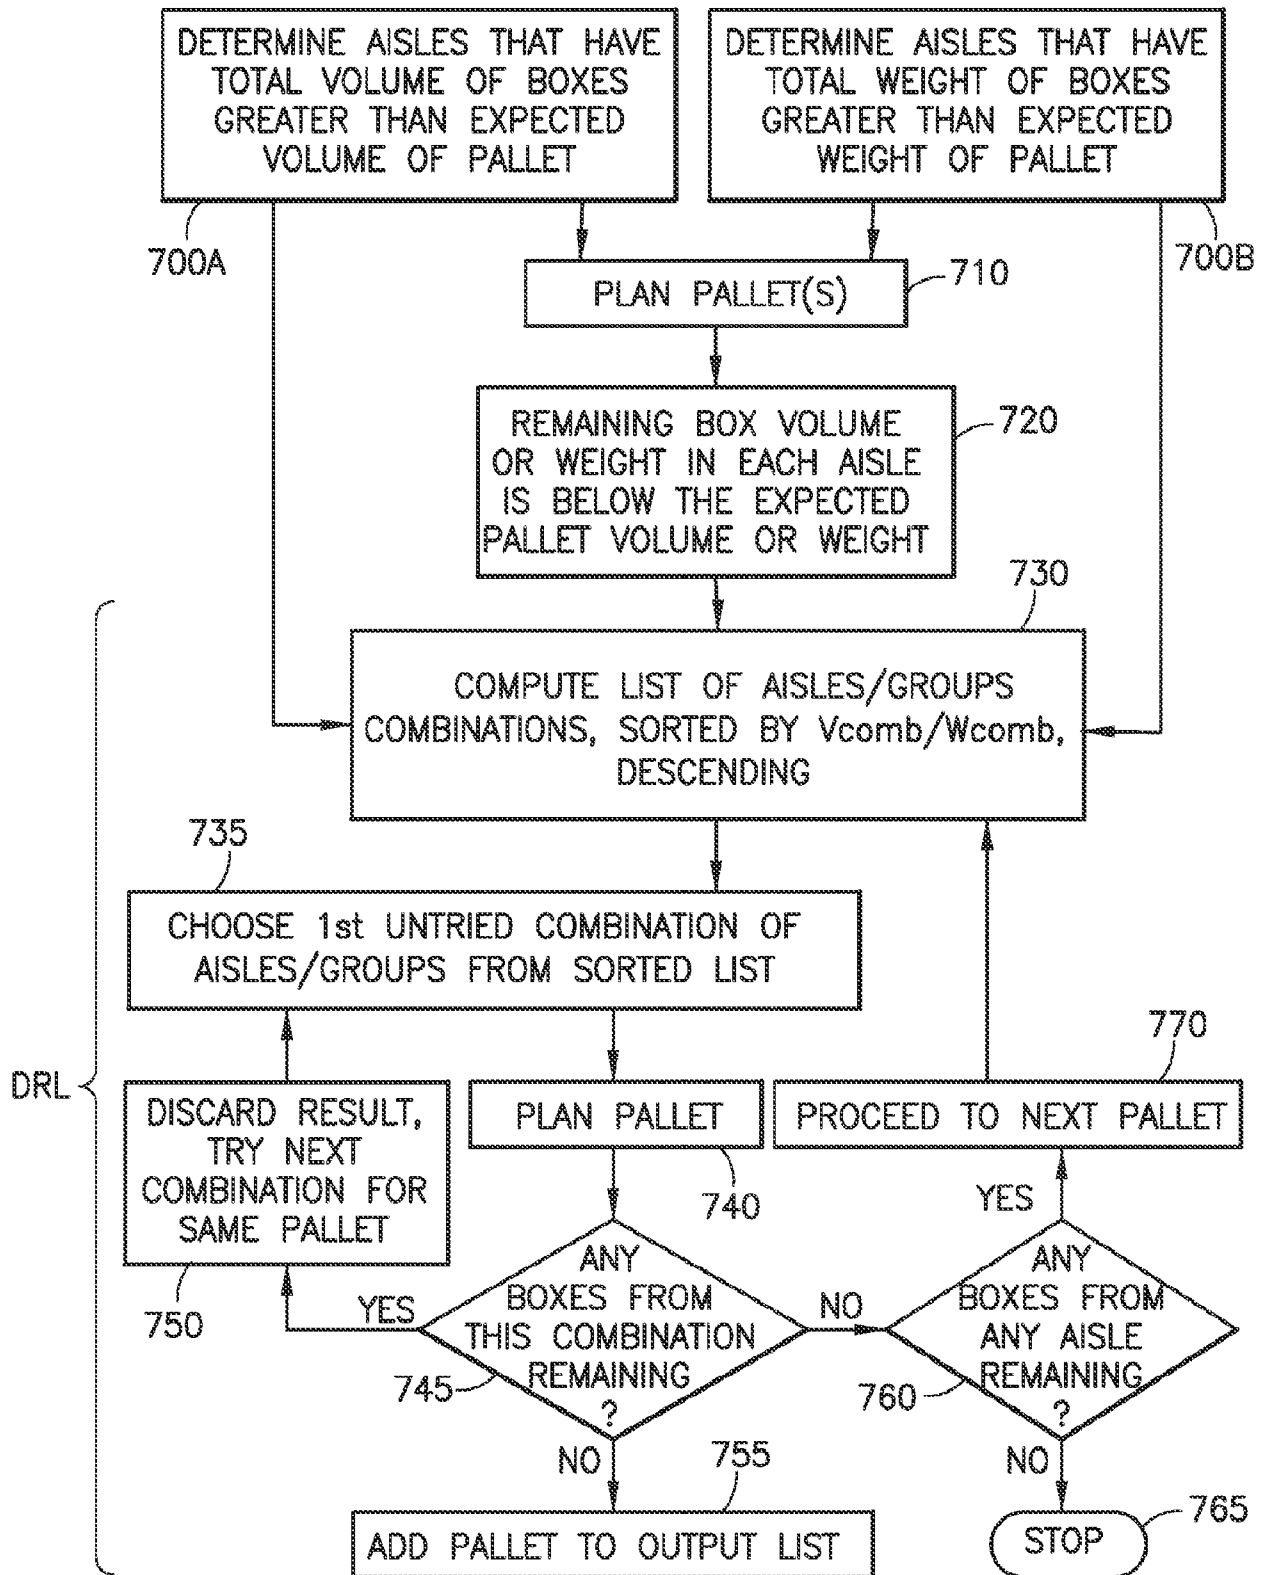 DETERMINE AISLES THAT HAVE
TOTAL VOLUME OF BOXES
GREATER THAN EXPECTED
VOLUME OF PALLET
DETERMINE AISLES THAT HAVE
TOTAL WEIGHT OF BOXES
GREATER THAN EXPECTED
WEIGHT OF PALLET
700A
700B
PLAN PALLET(S)
710
REMAINING BOX VOLUME
OR WEIGHT IN EACH AISLE
IS BELOW THE EXPECTED
PALLET VOLUME OR WEIGHT
720
730
COMPUTE LIST OF AISLES/GROUPS
COMBINATIONS, SORTED BY Vcomb/Wcomb,
DESCENDING
735
CHOOSE 1st UNTRIED COMBINATION OF
AISLES/GROUPS FROM SORTED LIST
770
DRL
DISCARD RESULT,
TRY NEXT
COMBINATION FOR
SAME PALLET
750
PLAN PALLET
740
PROCEED TO NEXT PALLET
YES
ANY
BOXES FROM
THIS COMBINATION
REMAINING
?
745
YES
NO
ANY
BOXES FROM
ANY AISLE
REMAINING
?
760
NO
755
NO
ADD PALLET TO OUTPUT LIST
STOP
765